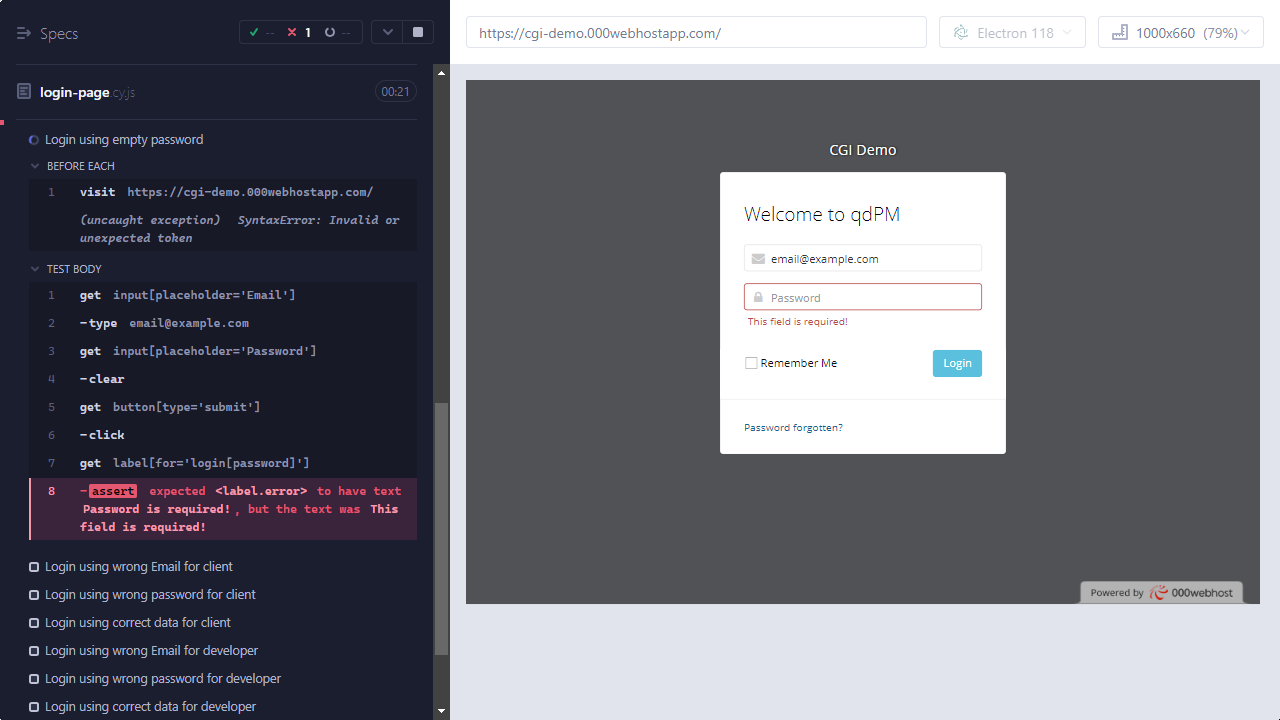 Specs
-- 1 --
login-page.cy.js 00:21
Login using empty password
BEFORE EACH
1 visit https://cgi-demo.000webhostapp.com/
(uncaught exception) SyntaxError: Invalid or
unexpected token
TEST BODY
1 get input[placeholder='Email']
2 -type email@example.com
3 get input[placeholder='Password']
4 -clear
5 get button[type='submit']
6 -click
7 get label[for='login[password]']
8 -assert expected <label.error> to have text
Password is required!, but the text was This
field is required!
Login using wrong Email for client
Login using wrong password for client
Login using correct data for client
Login using wrong Email for developer
Login using wrong password for developer
Login using correct data for developer
https://cgi-demo.000webhostapp.com/
Electron 118
1000x660 (79%)
CGI Demo
Welcome to qdPM
email@example.com
Password
This field is required!
Remember Me
Login
Password forgotten?
Powered by 000webhost